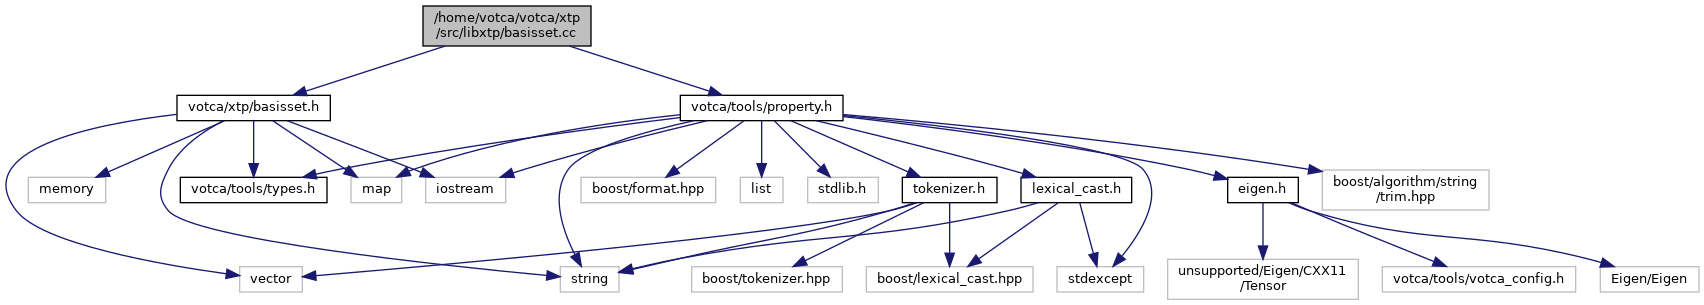 /home/votca/votca/xtp
/src/libxtp/basisset.cc
votca/xtp/basisset.h
votca/tools/property.h
memory
votca/tools/types.h
map
iostream
boost/format.hpp
list
stdlib.h
tokenizer.h
lexical_cast.h
eigen.h
boost/algorithm/string
/trim.hpp
vector
string
boost/tokenizer.hpp
boost/lexical_cast.hpp
stdexcept
unsupported/Eigen/CXX11
/Tensor
votca/tools/votca_config.h
Eigen/Eigen